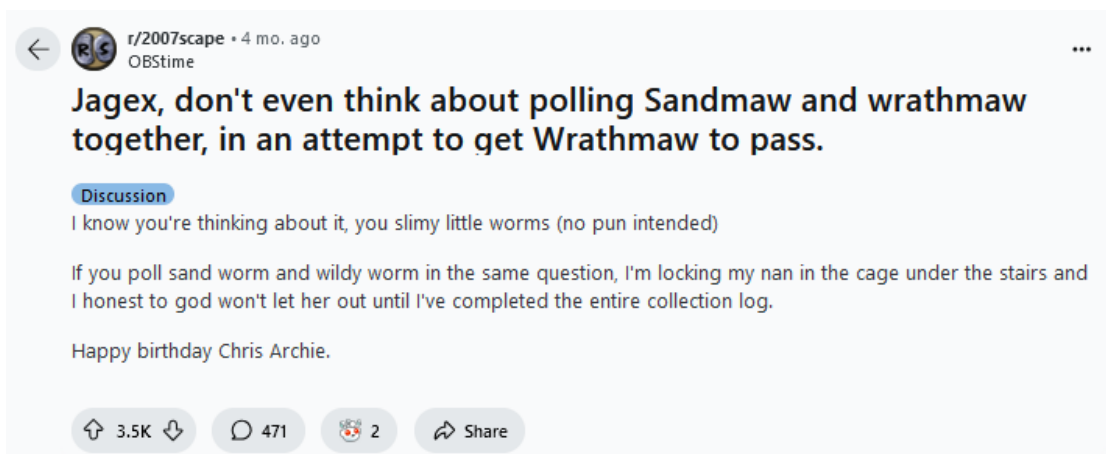 r/2007scape • 4 mo. ago
OBStime
Jagex, don't even think about polling Sandmaw and wrathmaw
together, in an attempt to get Wrathmaw to pass.
Discussion
I know you're thinking about it, you slimy little worms (no pun intended)
If you poll sand worm and wildy worm in the same question, I'm locking my nan in the cage under the stairs and
I honest to god won't let her out until I've completed the entire collection log.
Happy birthday Chris Archie.
3.5K 471 2 Share